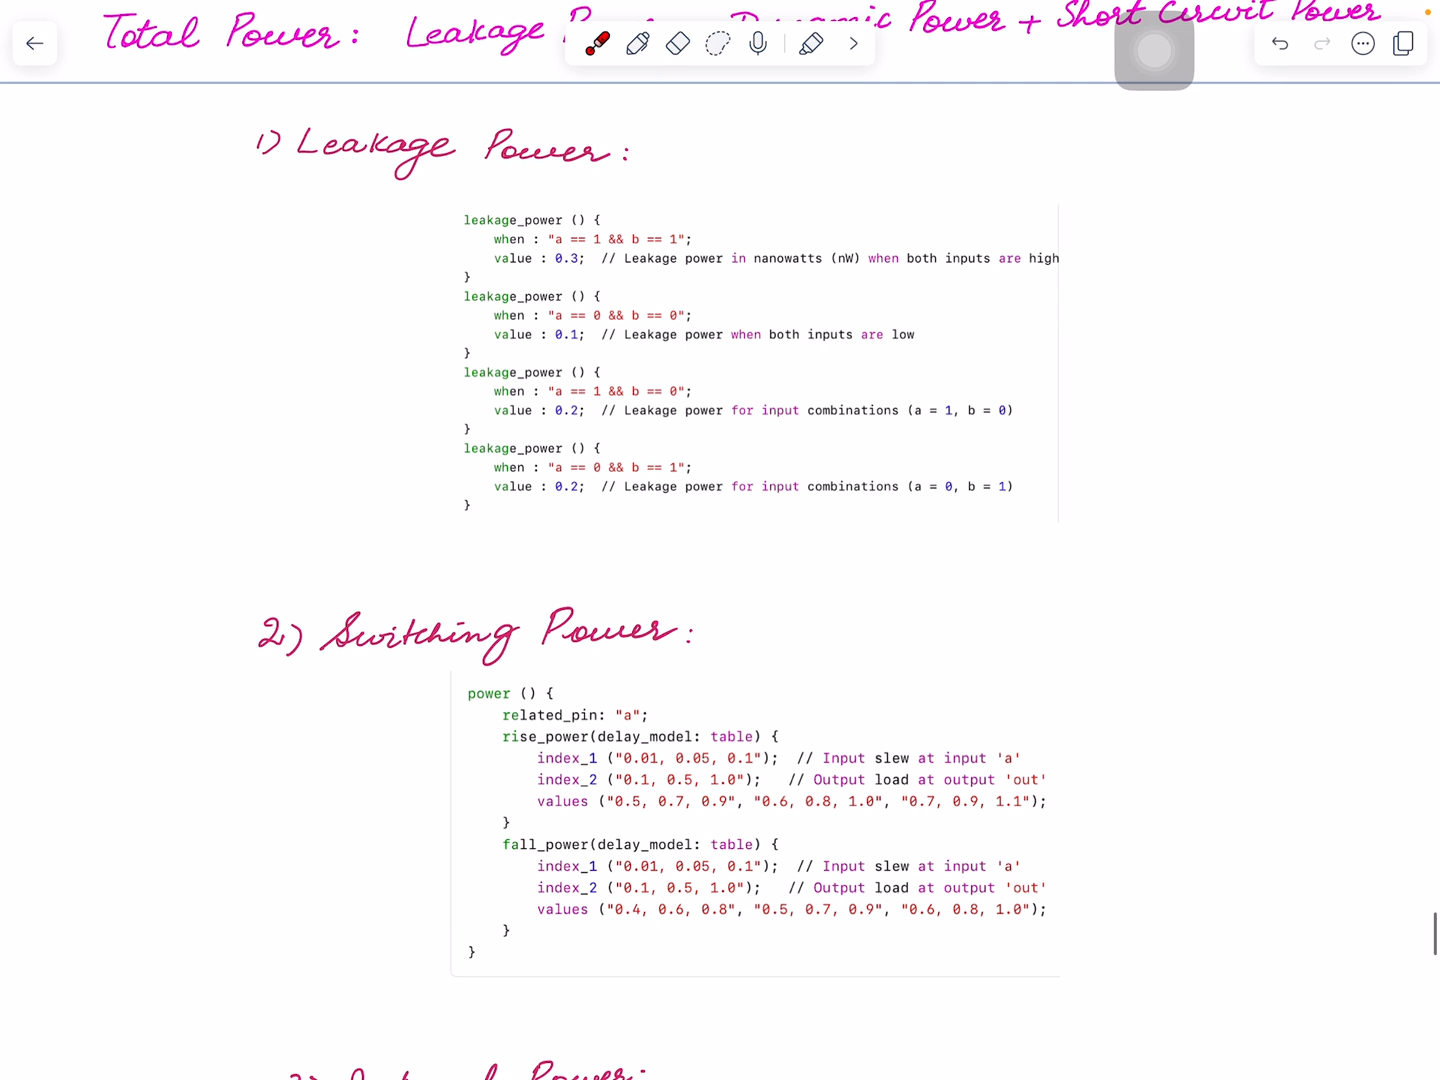 Total Power: Leakage Dynamic Power + Short Circuit Power
1) Leakage Power:
leakage_power () {
    when : "a == 1 && b == 1";
    value : 0.3;  // Leakage power in nanowatts (nW) when both inputs are high
}
leakage_power () {
    when : "a == 0 && b == 0";
    value : 0.1;  // Leakage power when both inputs are low
}
leakage_power () {
    when : "a == 1 && b == 0";
    value : 0.2;  // Leakage power for input combinations (a = 1, b = 0)
}
leakage_power () {
    when : "a == 0 && b == 1";
    value : 0.2;  // Leakage power for input combinations (a = 0, b = 1)
}
2) Switching Power:
power () {
    related_pin: "a";
    rise_power(delay_model: table) {
        index_1 ("0.01, 0.05, 0.1");  // Input slew at input 'a'
        index_2 ("0.1, 0.5, 1.0");   // Output load at output 'out'
        values ("0.5, 0.7, 0.9", "0.6, 0.8, 1.0", "0.7, 0.9, 1.1");
    }
    fall_power(delay_model: table) {
        index_1 ("0.01, 0.05, 0.1");  // Input slew at input 'a'
        index_2 ("0.1, 0.5, 1.0");   // Output load at output 'out'
        values ("0.4, 0.6, 0.8", "0.5, 0.7, 0.9", "0.6, 0.8, 1.0");
    }
}
Power: